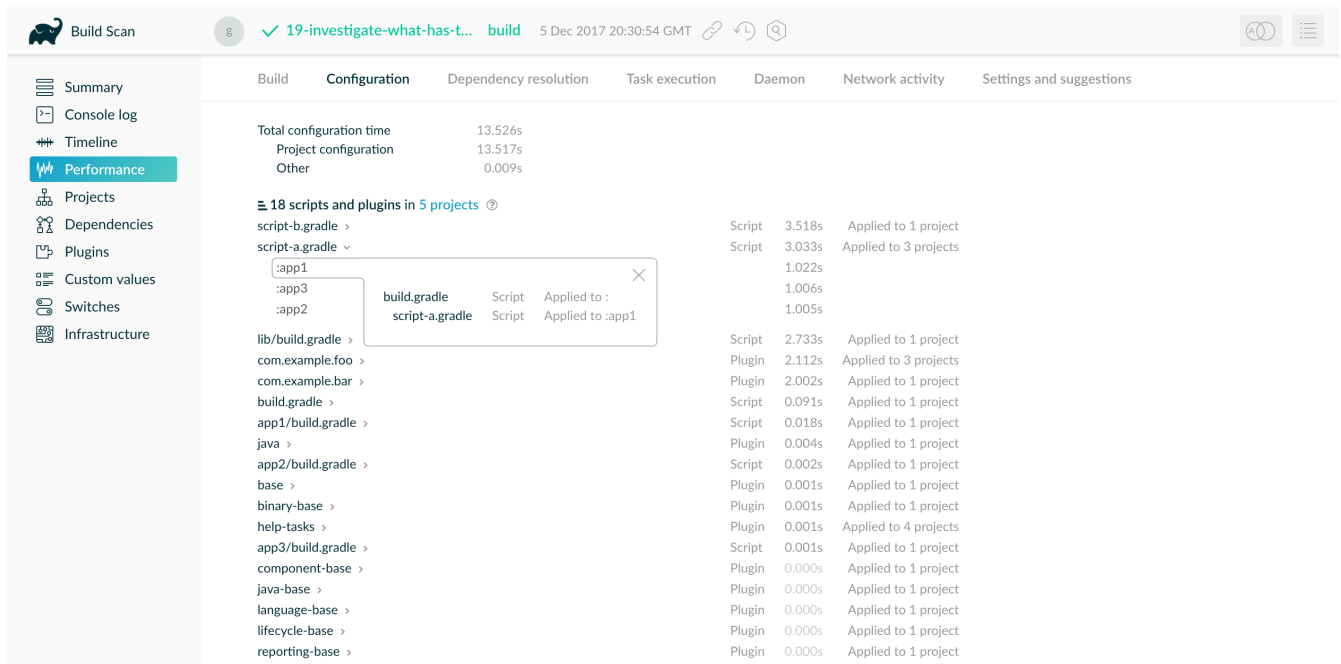 Build Scan
g 19-investigate-what-has-t... build 5 Dec 2017 20:30:54 GMT
Build Configuration Dependency resolution Task execution Daemon Network activity Settings and suggestions
Summary
Console log
Timeline
Performance
Projects
Dependencies
Plugins
Custom values
Switches
Infrastructure
Total configuration time 13.526s
Project configuration 13.517s
Other 0.009s
18 scripts and plugins in 5 projects
script-b.gradle Script 3.518s Applied to 1 project
script-a.gradle Script 3.033s Applied to 3 projects
:app1 1.022s
:app3 1.006s
:app2 1.005s
build.gradle Script Applied to :
script-a.gradle Script Applied to :app1
lib/build.gradle Script 2.733s Applied to 1 project
com.example.foo Plugin 2.112s Applied to 3 projects
com.example.bar Plugin 2.002s Applied to 1 project
build.gradle Script 0.091s Applied to 1 project
app1/build.gradle Script 0.018s Applied to 1 project
java Plugin 0.004s Applied to 1 project
app2/build.gradle Script 0.002s Applied to 1 project
base Plugin 0.001s Applied to 1 project
binary-base Plugin 0.001s Applied to 1 project
help-tasks Plugin 0.001s Applied to 4 projects
app3/build.gradle Script 0.001s Applied to 1 project
component-base Plugin 0.000s Applied to 1 project
java-base Plugin 0.000s Applied to 1 project
language-base Plugin 0.000s Applied to 1 project
lifecycle-base Plugin 0.000s Applied to 1 project
reporting-base Plugin 0.000s Applied to 1 project